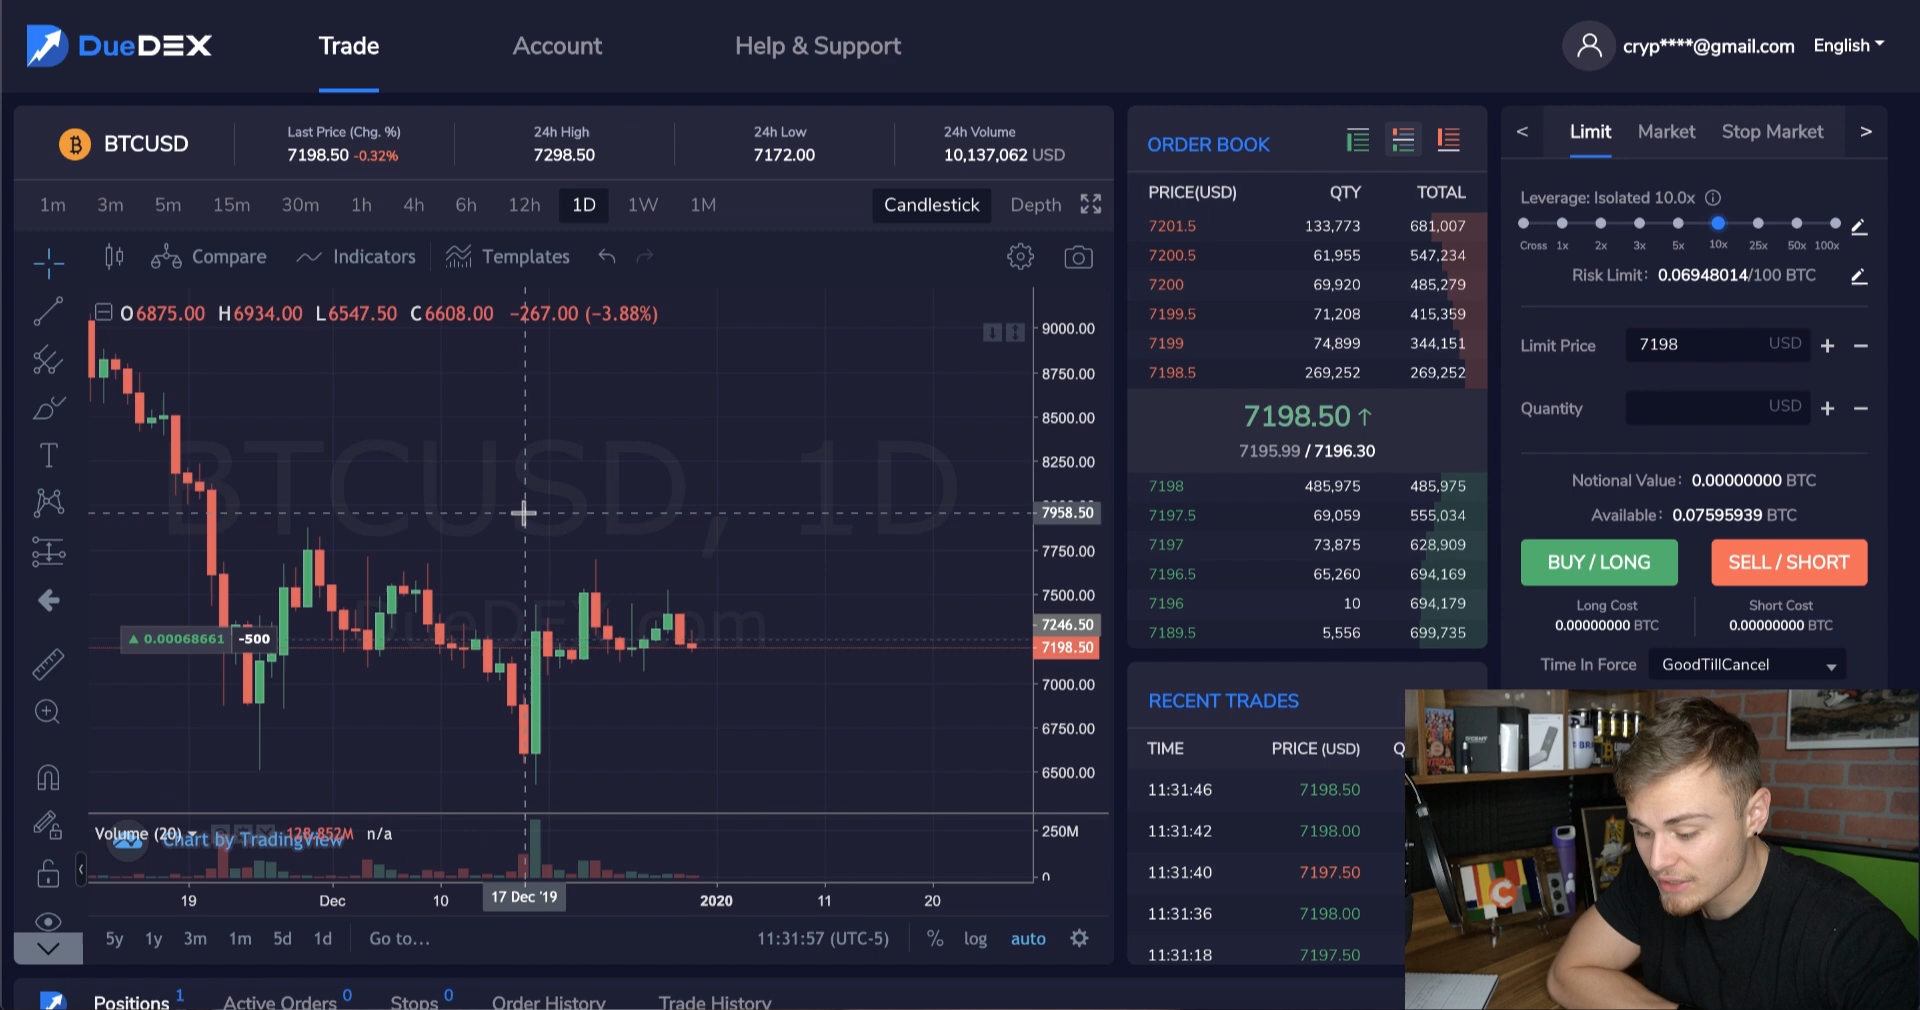 DueDEX
Trade
Account
Help & Support
cryp****@gmail.com
English
BTCUSD
Last Price (Chg. %)
7198.50 -0.32%
24h High
7298.50
24h Low
7172.00
24h Volume
10,137,062 USD
1m 3m 5m 15m 30m 1h 4h 6h 12h 1D 1W 1M
Candlestick
Depth
Compare
Indicators
Templates
O6875.00 H6934.00 L6547.50 C6608.00 −267.00 (−3.88%)
BTCUSD, 1D
DueDEX.com
9000.00
8750.00
8500.00
8250.00
7958.50
7750.00
7500.00
7246.50
7198.50
7000.00
6750.00
6500.00
0.00068661 -500
Volume (20) 128.852M n/a
Chart by TradingView
250M
0
19 Dec 10 17 Dec '19 2020 11 20
5y 1y 3m 1m 5d 1d Go to...
11:31:57 (UTC-5) % log auto
Positions 1
Active Orders 0
Stops 0
Order History
Trade History
ORDER BOOK
PRICE(USD) QTY TOTAL
7201.5 133,773 681,007
7200.5 61,955 547,234
7200 69,920 485,279
7199.5 71,208 415,359
7199 74,899 344,151
7198.5 269,252 269,252
7198.50↑
7195.99 / 7196.30
7198 485,975 485,975
7197.5 69,059 555,034
7197 73,875 628,909
7196.5 65,260 694,169
7196 10 694,179
7189.5 5,556 699,735
RECENT TRADES
TIME PRICE (USD) Q
11:31:46 7198.50
11:31:42 7198.00
11:31:40 7197.50
11:31:36 7198.00
11:31:18 7197.50
< Limit Market Stop Market >
Leverage: Isolated 10.0x
Cross 1x 2x 3x 5x 10x 25x 50x 100x
Risk Limit: 0.06948014/100 BTC
Limit Price 7198 USD + −
Quantity USD + −
Notional Value: 0.00000000 BTC
Available: 0.07595939 BTC
BUY / LONG
SELL / SHORT
Long Cost
0.00000000 BTC
Short Cost
0.00000000 BTC
Time In Force GoodTillCancel